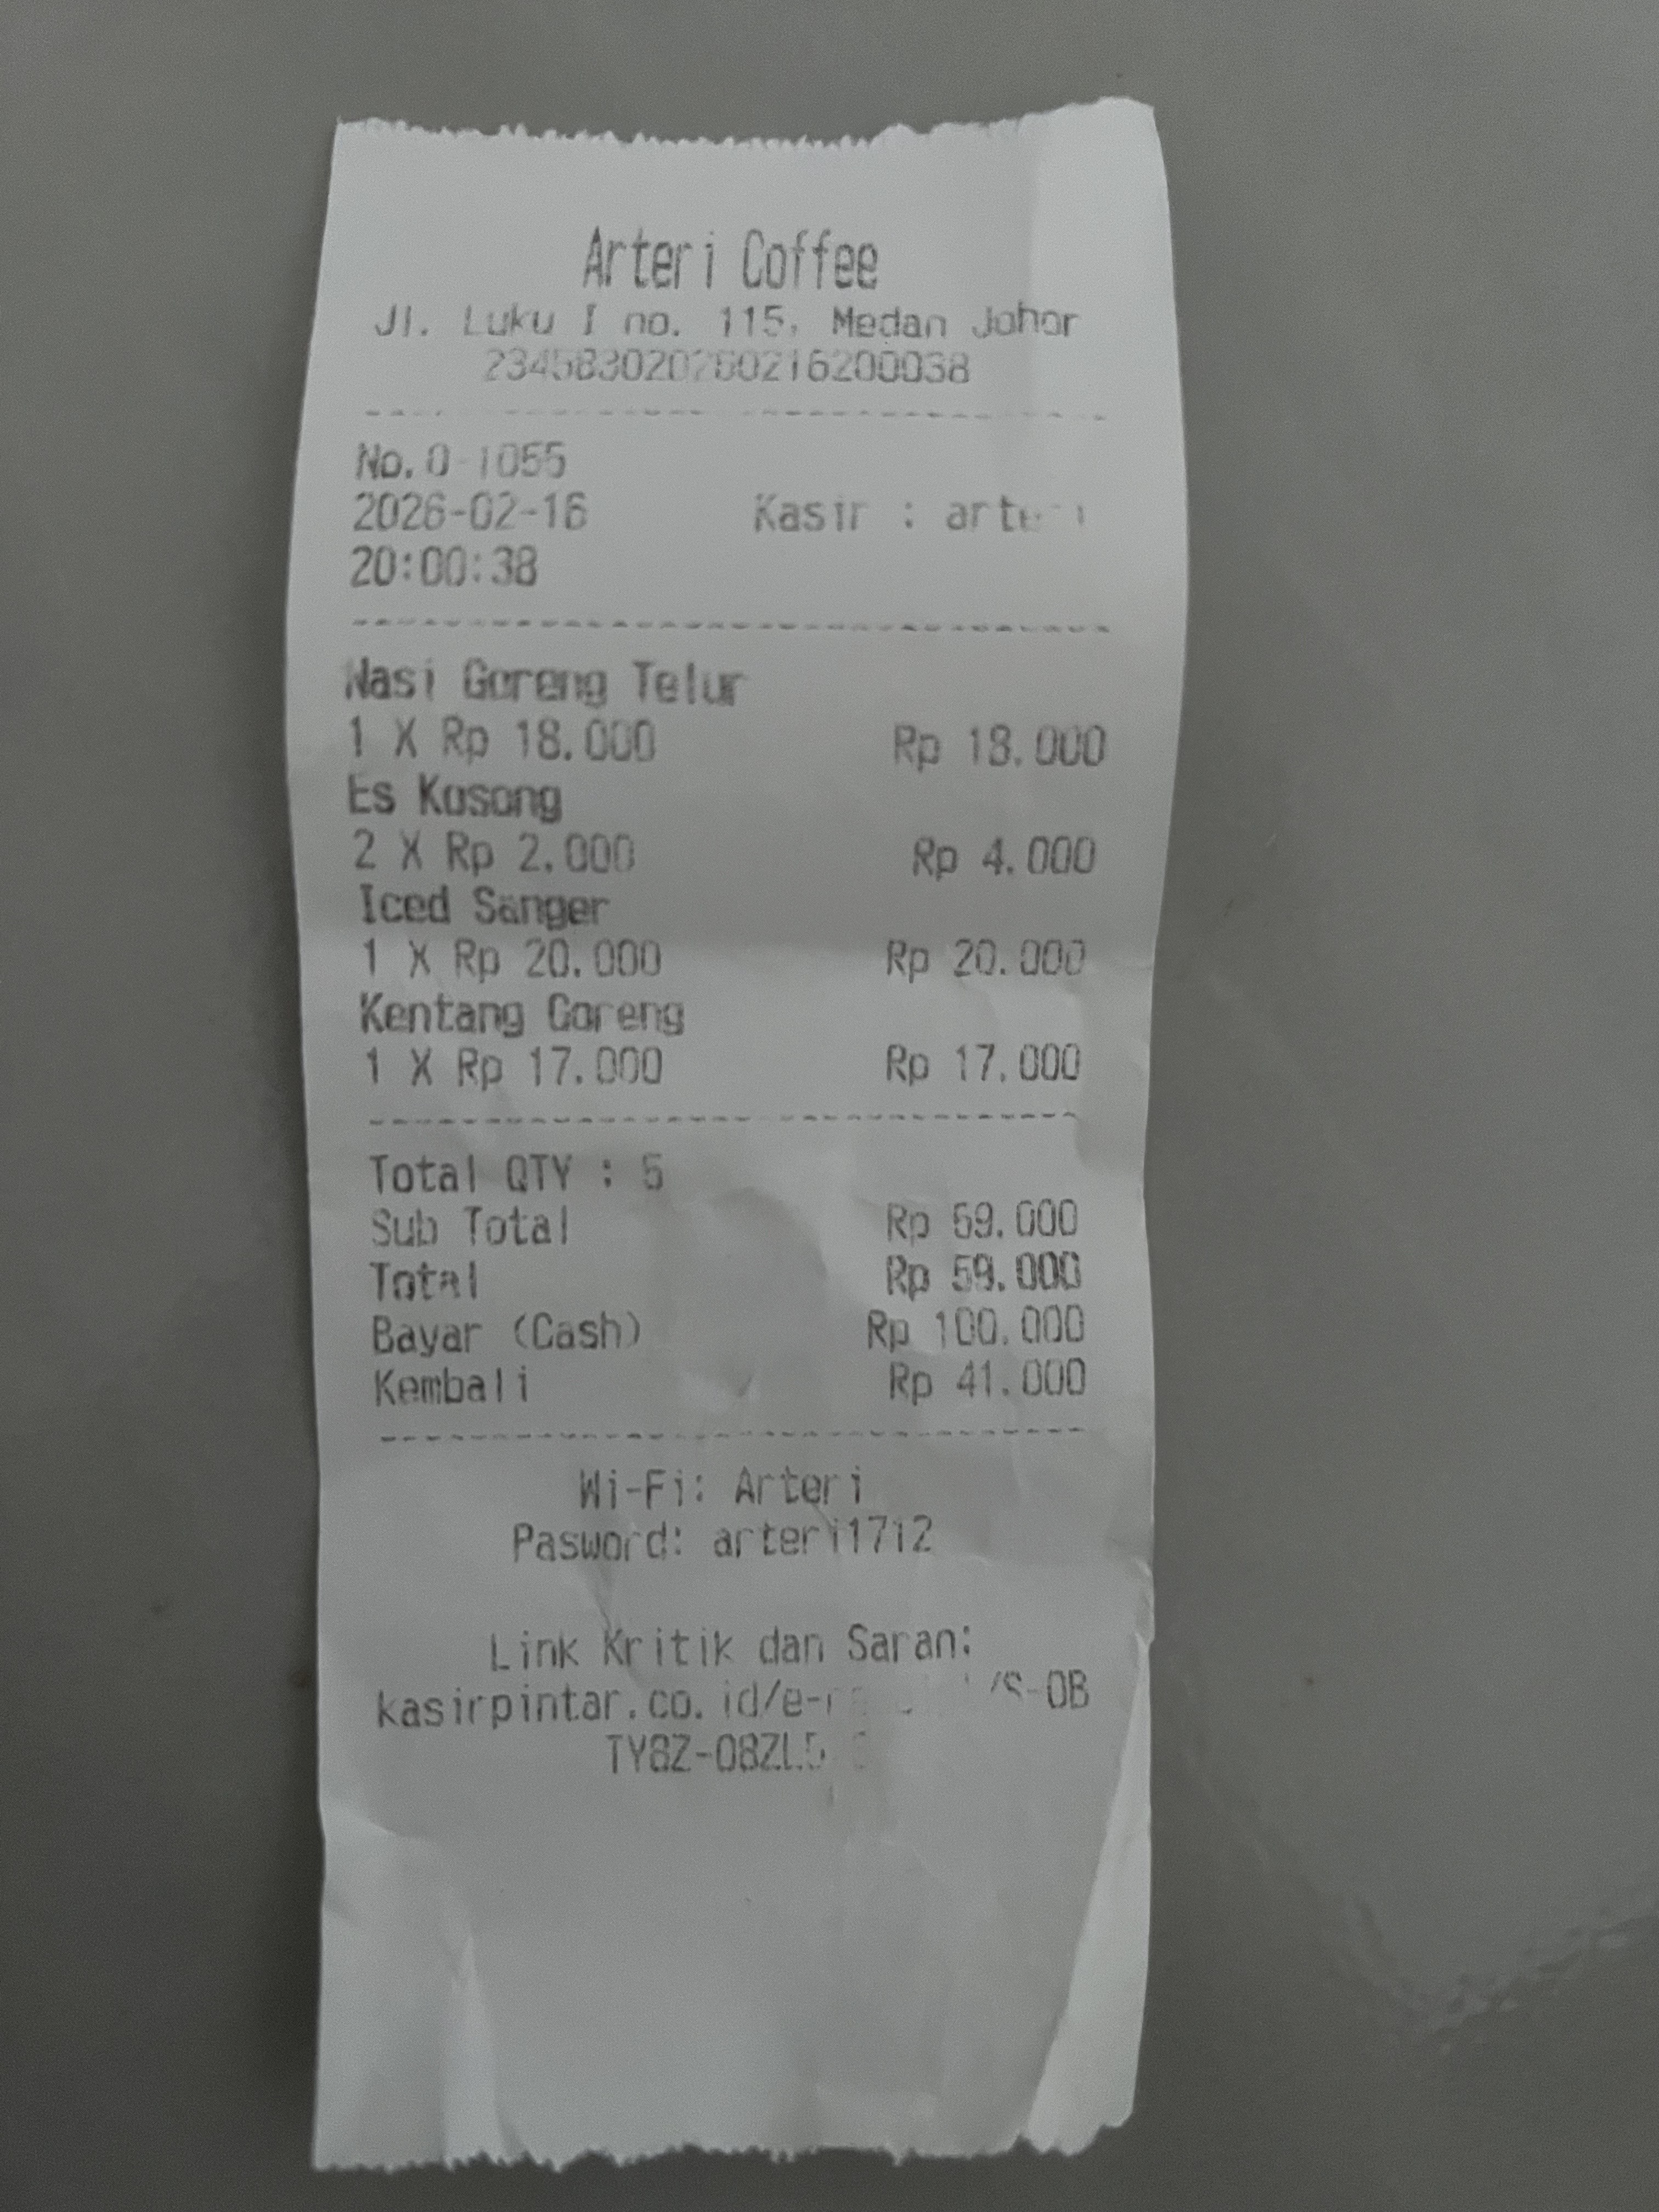 Arteri Coffee
Jl. Luku I no. 115, Medan Johor
234583020260216200038
No.0-1055
2026-02-16 Kasir : arteri
20:00:38
Nasi Goreng Telur
1 X Rp 18.000 Rp 18.000
Es Kosong
2 X Rp 2.000 Rp 4.000
Iced Sanger
1 X Rp 20.000 Rp 20.000
Kentang Goreng
1 X Rp 17.000 Rp 17.000
Total QTY : 5
Sub Total Rp 59.000
Total Rp 59.000
Bayar (Cash) Rp 100.000
Kembali Rp 41.000
Wi-Fi: Arteri
Pasword: arteri1712
Link Kritik dan Saran: